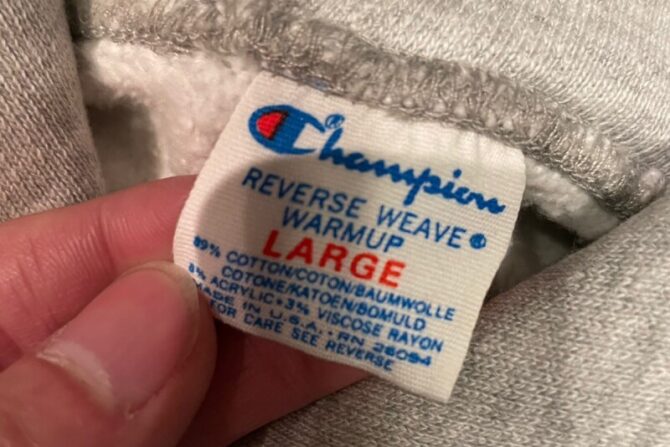 Champion®
REVERSE WEAVE®
WARMUP
LARGE
89% COTTON/COTON/BAUMWOLLE
COTONE/KATOEN/BOMULD
8% ACRYLIC+3% VISCOSE RAYON
MADE IN U.S.A. RN 26094
FOR CARE SEE REVERSE